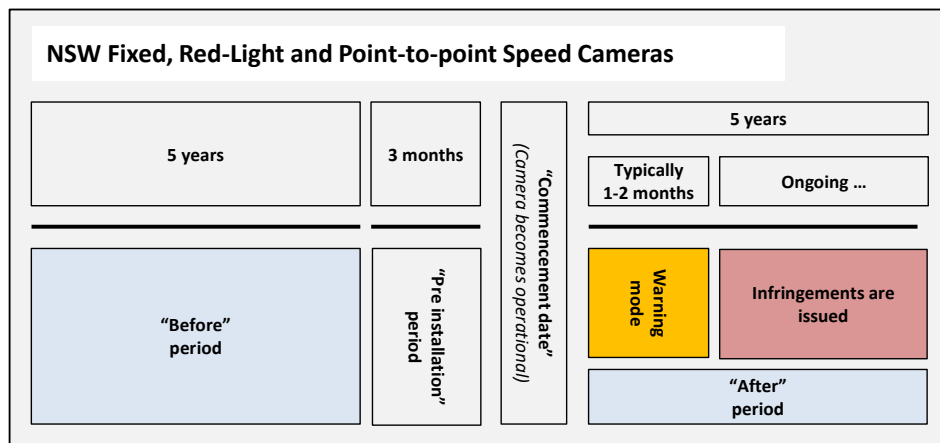 NSW Fixed, Red-Light and Point-to-point Speed Cameras
5 years
3 months
“Commencement date”
(Camera becomes operational)
5 years
Typically
1-2 months
Ongoing …
“Before”
period
“Pre installation”
period
Warning
mode
Infringements are
issued
“After”
period